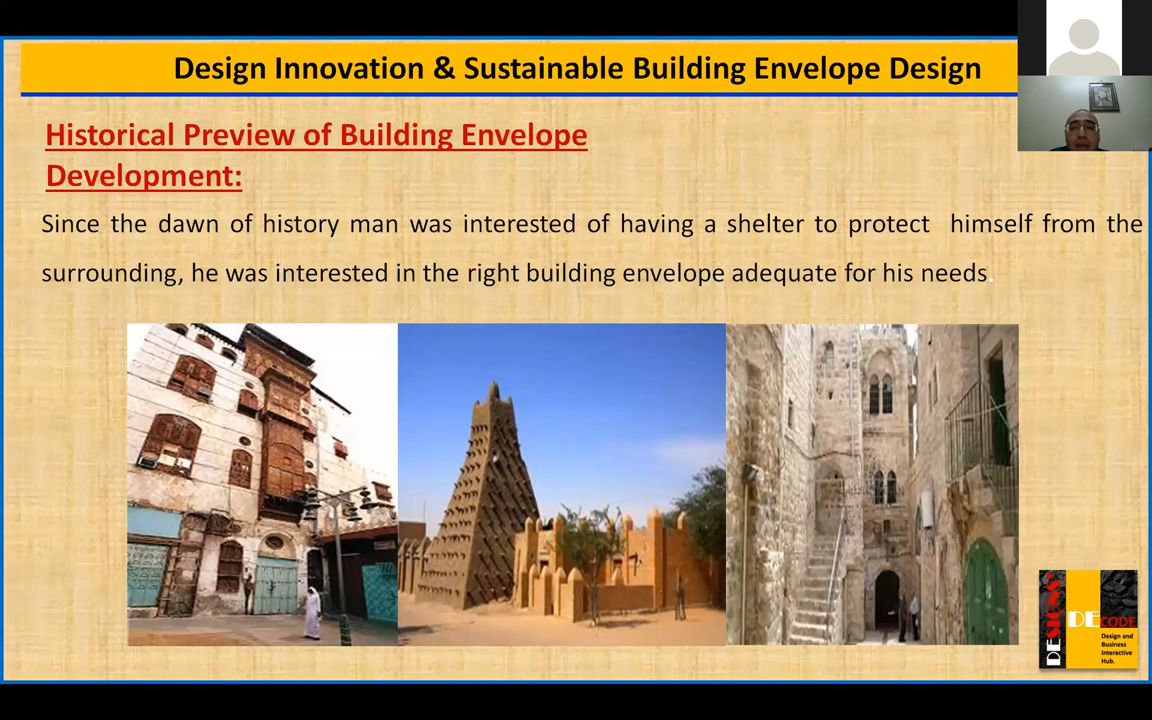 Design Innovation & Sustainable Building Envelope Design
Historical Preview of Building Envelope
Development:
Since the dawn of history man was interested of having a shelter to protect himself from the
surrounding, he was interested in the right building envelope adequate for his needs.
DESIGNS
DECODE
Design and
Business
Interactive
Hub.